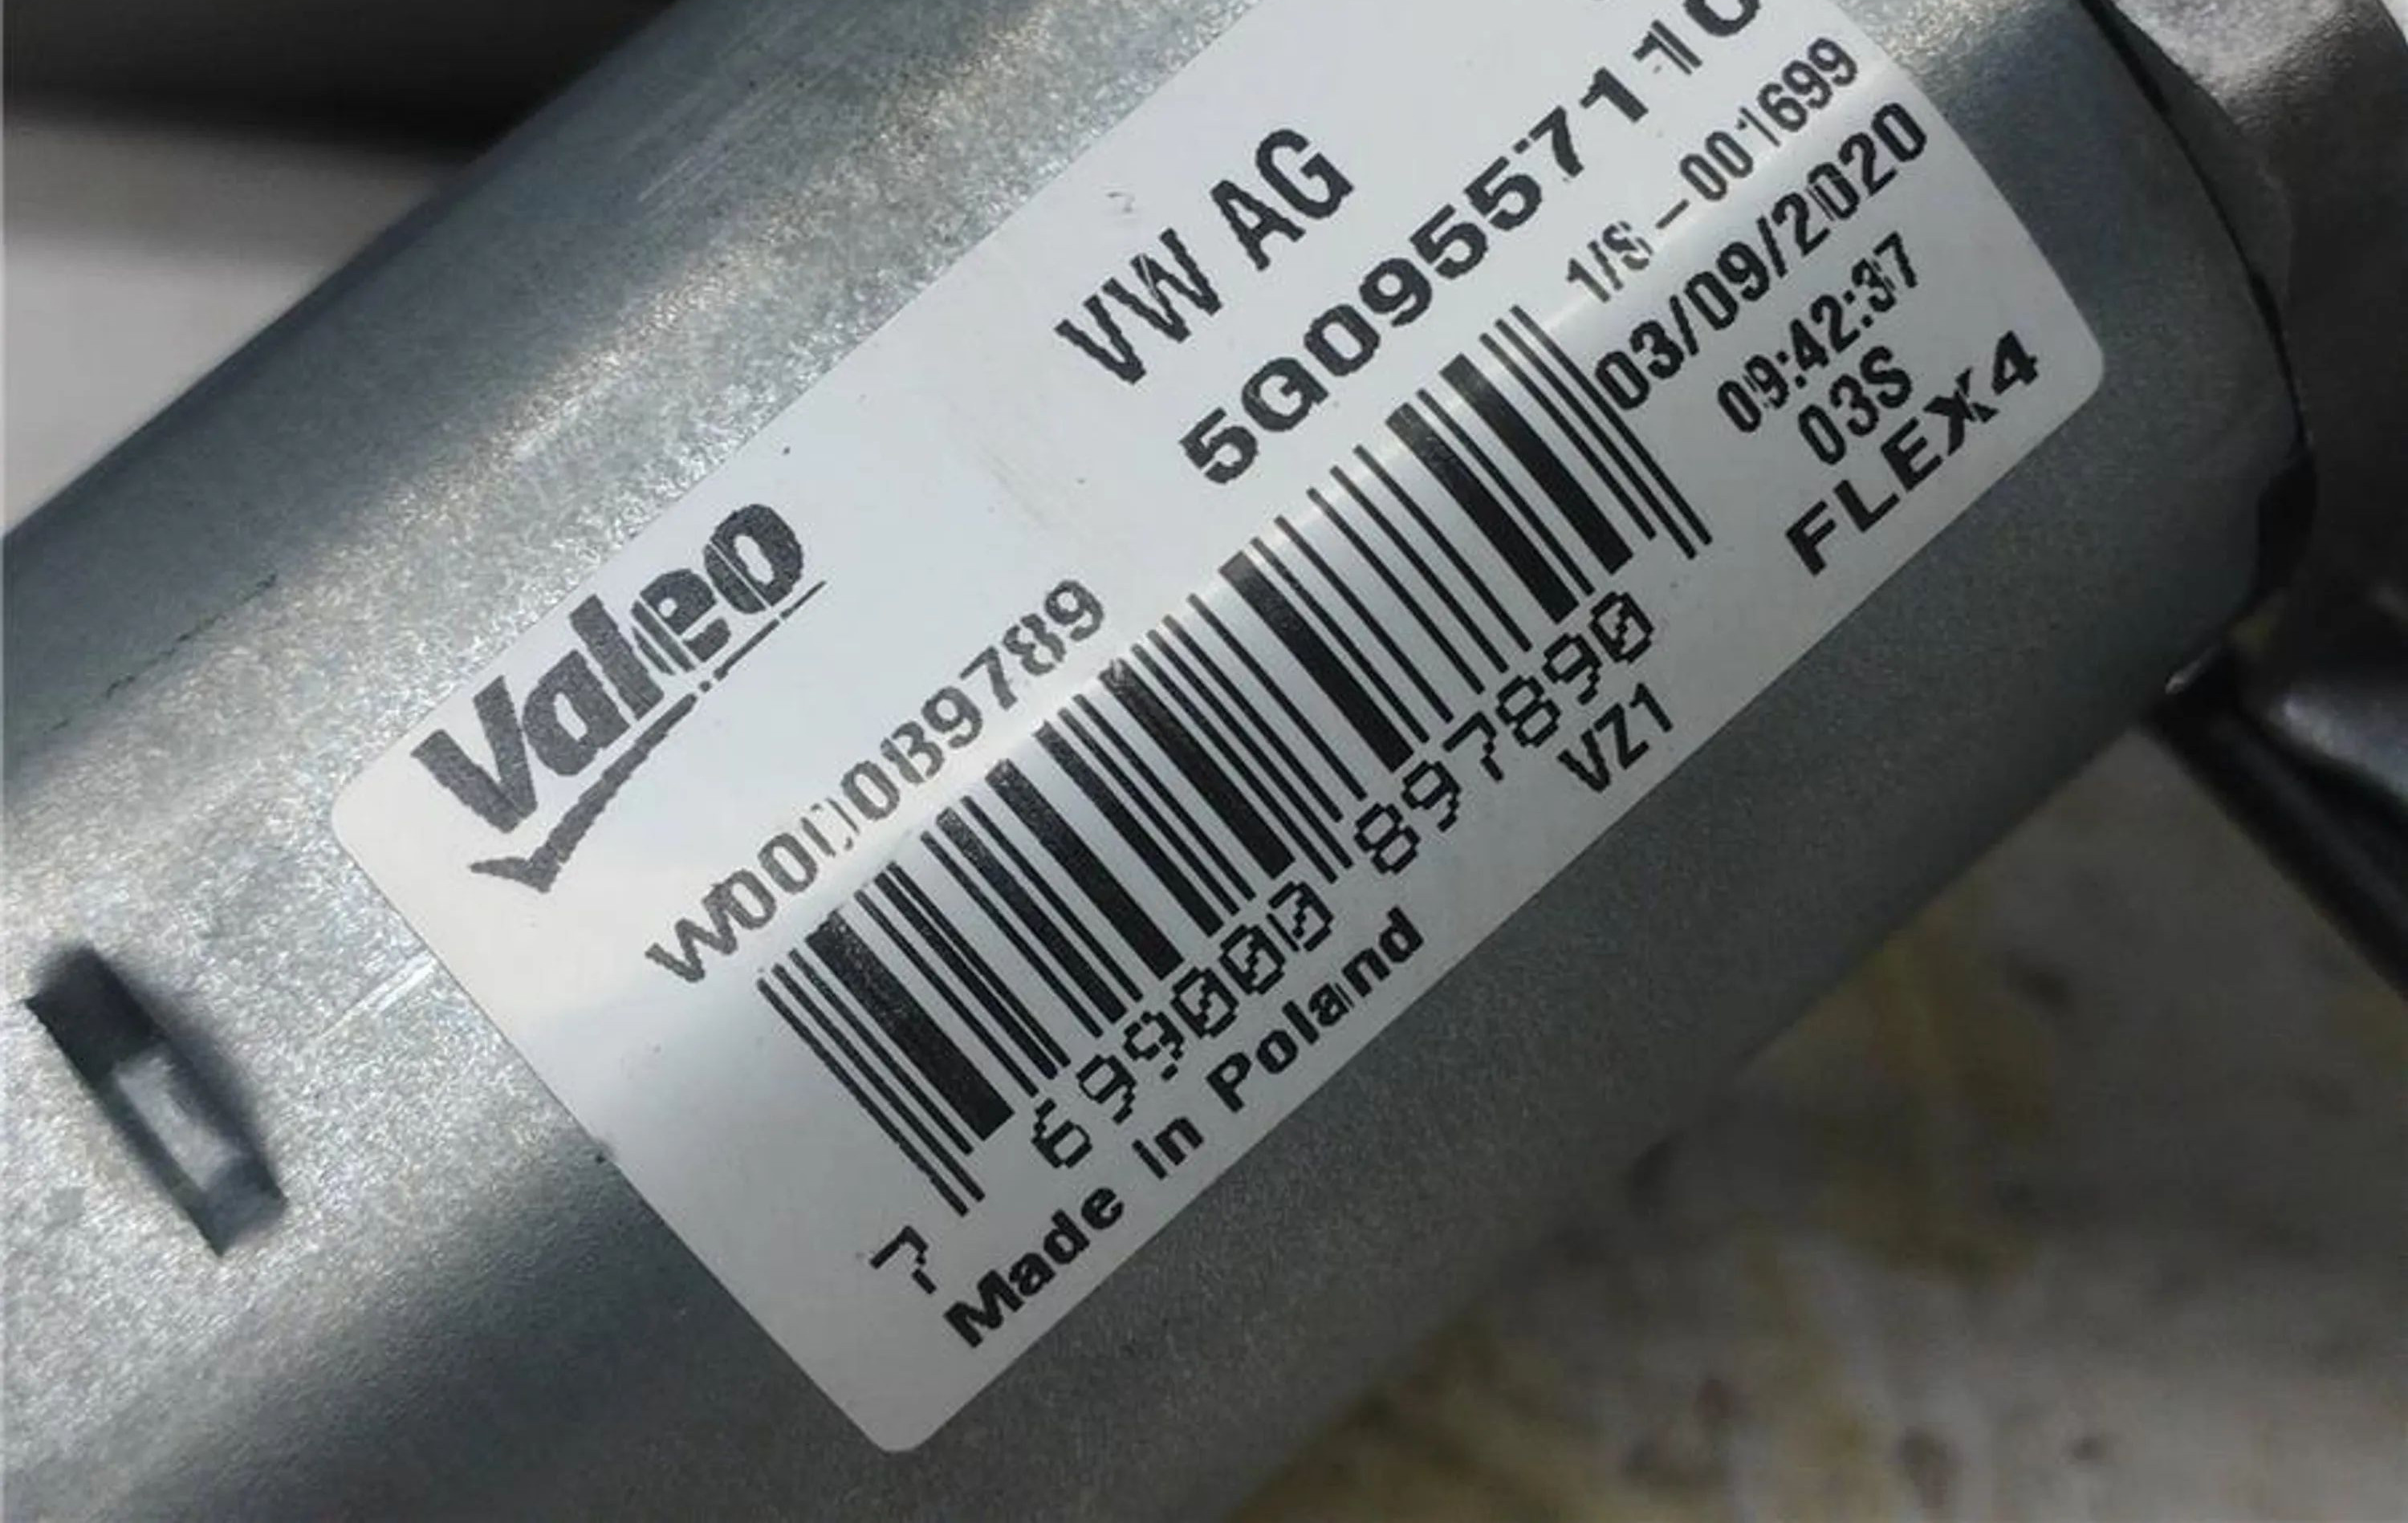 Valeo
VW AG
5G0955711C
1/S-001699
W000089789
03/09/2020
09:42:37
03S
FLEX4
7 699000 897890
VZ1
Made in Poland